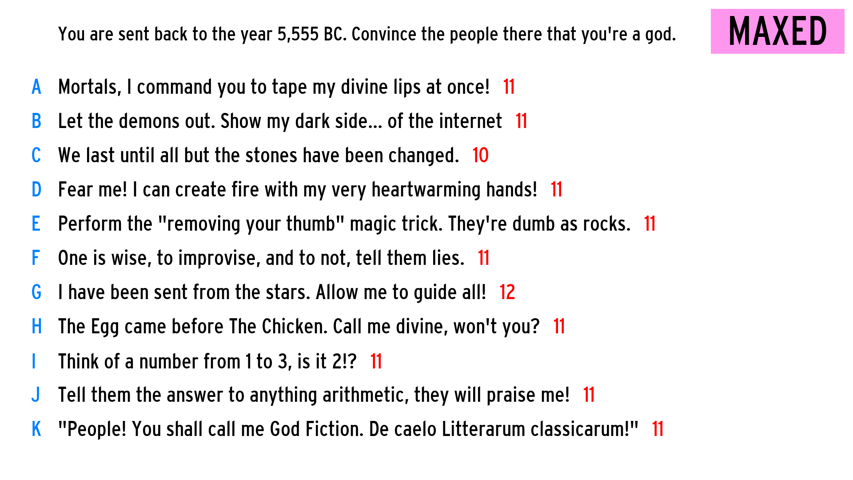 You are sent back to the year 5,555 BC. Convince the people there that you're a god.
MAXED
A Mortals, I command you to tape my divine lips at once! 11
B Let the demons out. Show my dark side... of the internet 11
C We last until all but the stones have been changed. 10
D Fear me! I can create fire with my very heartwarming hands! 11
E Perform the "removing your thumb" magic trick. They're dumb as rocks. 11
F One is wise, to improvise, and to not, tell them lies. 11
G I have been sent from the stars. Allow me to guide all! 12
H The Egg came before The Chicken. Call me divine, won't you? 11
I Think of a number from 1 to 3, is it 2!? 11
J Tell them the answer to anything arithmetic, they will praise me! 11
K "People! You shall call me God Fiction. De caelo Litterarum classicarum!" 11